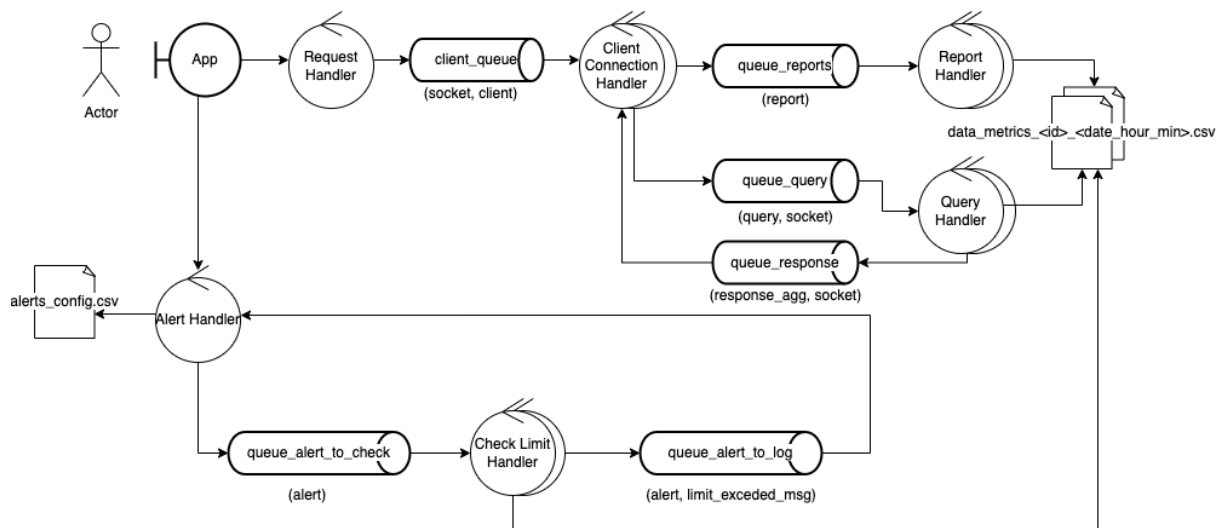 App
Actor
Request
Handler
client_queue
(socket, client)
Client
Connection
Handler
queue_reports
(report)
Report
Handler
data_metrics_<id>_<date_hour_min>.csv
queue_query
(query, socket)
Query
Handler
queue_response
(response_agg, socket)
alerts_config.csv
Alert Handler
queue_alert_to_check
(alert)
Check Limit
Handler
queue_alert_to_log
(alert, limit_exceded_msg)